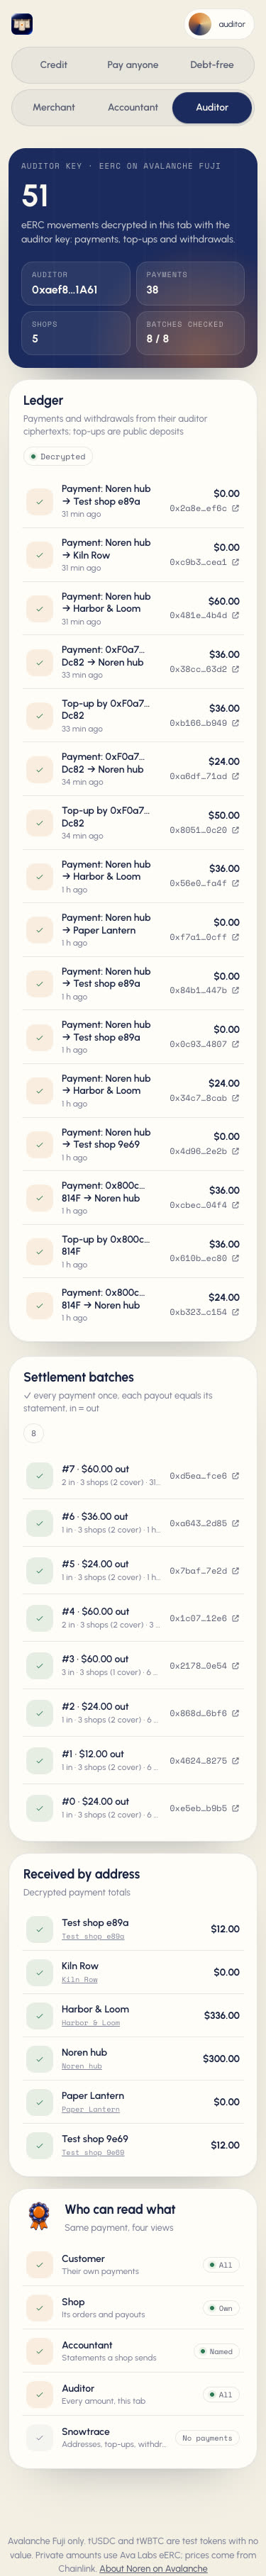 auditor
Credit
Pay anyone
Debt-free
Merchant
Accountant
Auditor
AUDITOR KEY · EERC ON AVALANCHE FUJI
51
eERC movements decrypted in this tab with the
auditor key: payments, top-ups and withdrawals.
AUDITOR
0xaef8…1A61
PAYMENTS
38
SHOPS
5
BATCHES CHECKED
8 / 8
Ledger
Payments and withdrawals from their auditor
ciphertexts; top-ups are public deposits
Decrypted
Payment: Noren hub
→ Test shop e89a
31 min ago
$0.00
0x2a8e…ef6c
Payment: Noren hub
→ Kiln Row
31 min ago
$0.00
0xc9b3…cea1
Payment: Noren hub
→ Harbor & Loom
31 min ago
$60.00
0x481e…4b4d
Payment: 0xF0a7…
Dc82 → Noren hub
33 min ago
$36.00
0x38cc…63d2
Top-up by 0xF0a7…
Dc82
33 min ago
$36.00
0xb166…b949
Payment: 0xF0a7…
Dc82 → Noren hub
34 min ago
$24.00
0xa6df…71ad
Top-up by 0xF0a7…
Dc82
34 min ago
$50.00
0x8051…0c20
Payment: Noren hub
→ Harbor & Loom
1 h ago
$36.00
0x56e0…fa4f
Payment: Noren hub
→ Paper Lantern
1 h ago
$0.00
0xf7a1…0cff
Payment: Noren hub
→ Test shop e89a
1 h ago
$0.00
0x84b1…447b
Payment: Noren hub
→ Test shop e89a
1 h ago
$0.00
0x0c93…4807
Payment: Noren hub
→ Harbor & Loom
1 h ago
$24.00
0x34c7…8cab
Payment: Noren hub
→ Test shop 9e69
1 h ago
$0.00
0x4d96…2e2b
Payment: 0x800c…
814F → Noren hub
1 h ago
$36.00
0xcbec…04f4
Top-up by 0x800c…
814F
1 h ago
$36.00
0x610b…ec80
Payment: 0x800c…
814F → Noren hub
1 h ago
$24.00
0xb323…c154
Settlement batches
✓ every payment once, each payout equals its
statement, in = out
8
#7 · $60.00 out
2 in · 3 shops (2 cover) · 31…
0xd5ea…fce6
#6 · $36.00 out
1 in · 3 shops (2 cover) · 1 h…
0xa643…2d85
#5 · $24.00 out
1 in · 3 shops (2 cover) · 1 h…
0x7baf…7e2d
#4 · $60.00 out
2 in · 3 shops (2 cover) · 3 …
0x1c07…12e6
#3 · $60.00 out
3 in · 3 shops (1 cover) · 6 …
0x2178…0e54
#2 · $24.00 out
1 in · 3 shops (2 cover) · 6 …
0x868d…6bf6
#1 · $12.00 out
1 in · 3 shops (2 cover) · 6 …
0x4624…8275
#0 · $24.00 out
1 in · 3 shops (2 cover) · 6 …
0xe5eb…b9b5
Received by address
Decrypted payment totals
Test shop e89a
Test shop e89a
$12.00
Kiln Row
Kiln Row
$0.00
Harbor & Loom
Harbor & Loom
$336.00
Noren hub
Noren hub
$300.00
Paper Lantern
Paper Lantern
$0.00
Test shop 9e69
Test shop 9e69
$12.00
Who can read what
Same payment, four views
Customer
Their own payments
All
Shop
Its orders and payouts
Own
Accountant
Statements a shop sends
Named
Auditor
Every amount, this tab
All
Snowtrace
Addresses, top-ups, withdr…
No payments
Avalanche Fuji only. tUSDC and tWBTC are test tokens with no
value. Private amounts use Ava Labs eERC; prices come from
Chainlink. About Noren on Avalanche